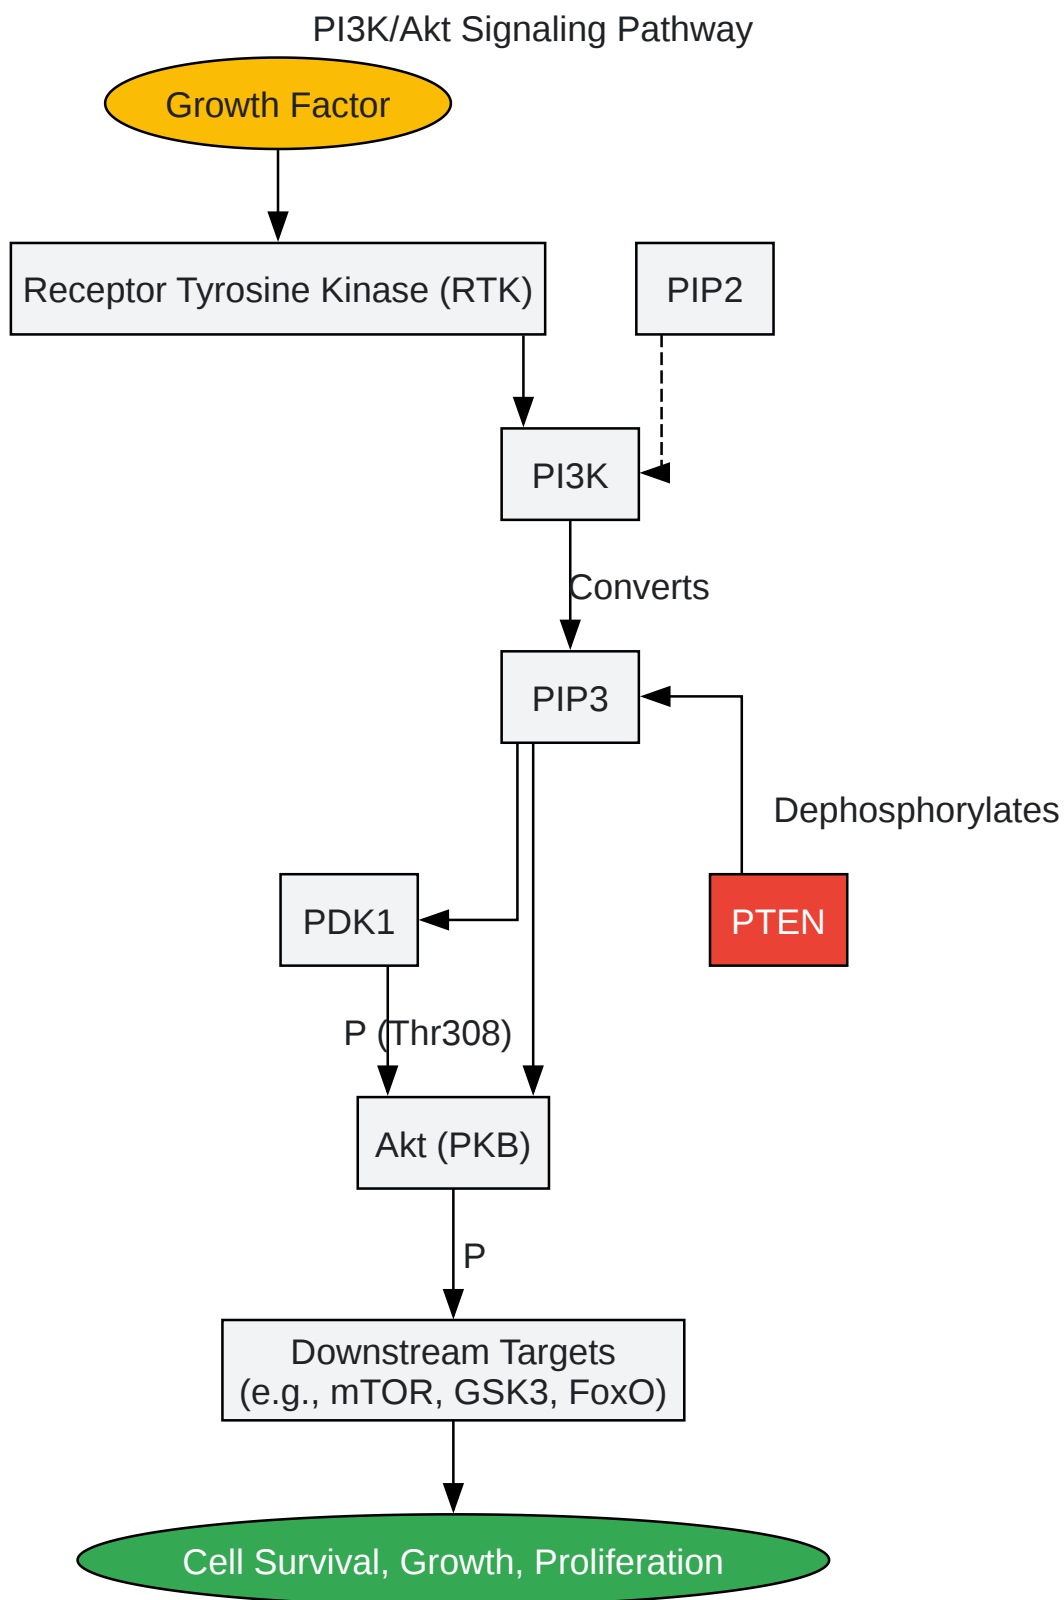 PI3K/Akt Signaling Pathway
Growth Factor
Receptor Tyrosine Kinase (RTK)
PIP2
PI3K
Converts
PIP3
Dephosphorylates
PDK1
PTEN
P (Thr308)
Akt (PKB)
P
Downstream Targets
(e.g., mTOR, GSK3, FoxO)
Cell Survival, Growth, Proliferation